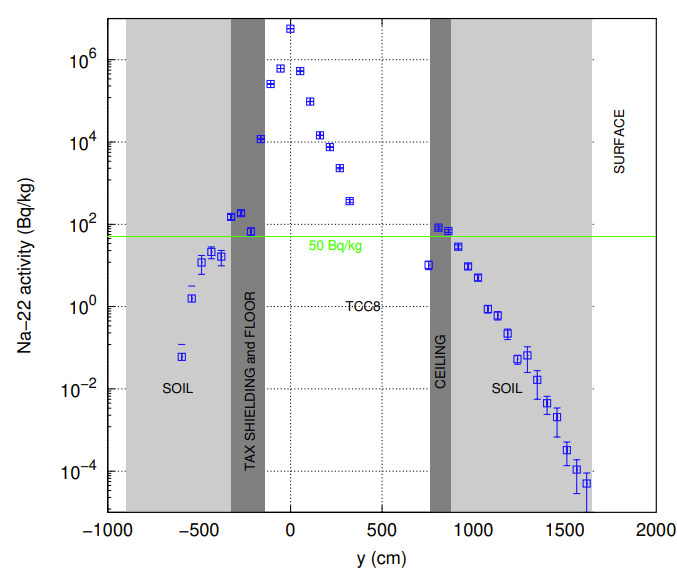 10^6
10^4
10^2
10^0
10^−2
10^−4
Na−22 activity (Bq/kg)
SURFACE
50 Bq/kg
TCC8
TAX SHIELDING and FLOOR
CEILING
SOIL
SOIL
−1000
−500
0
500
1000
1500
2000
y (cm)